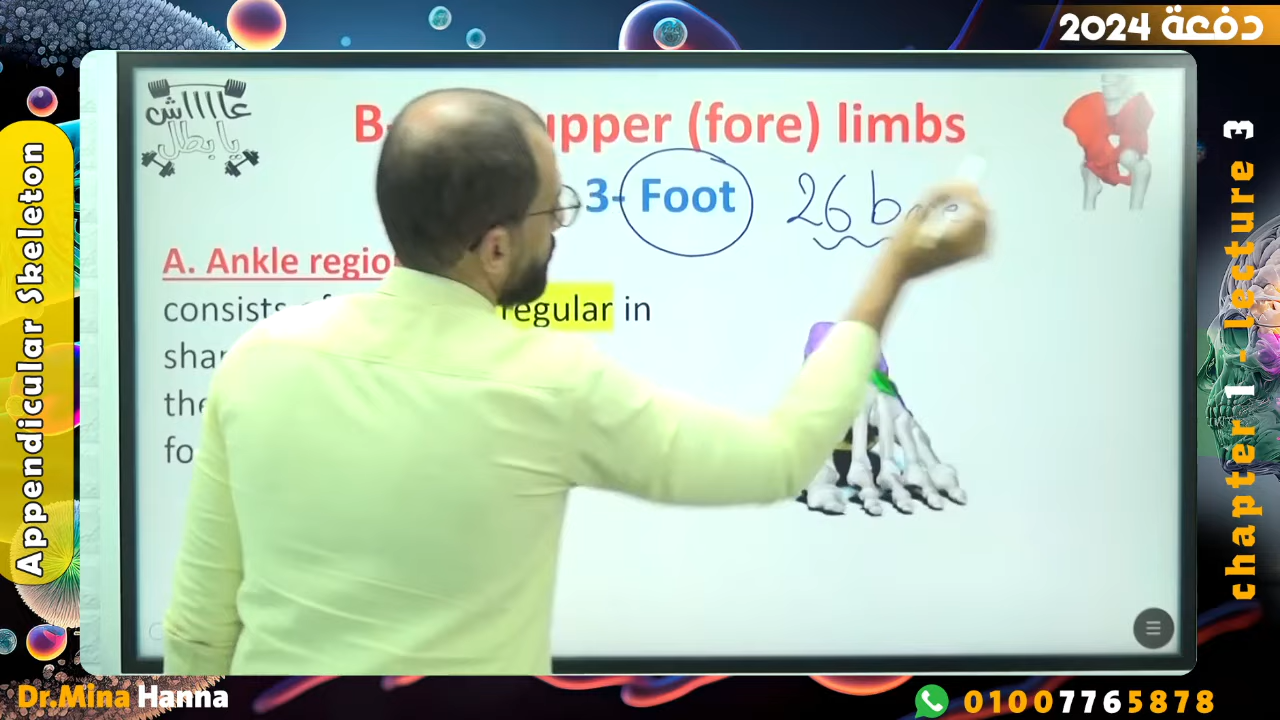 دفعة 2024
عااااش
يا بطل
B- upper (fore) limbs
3- Foot 26 b
A. Ankle regio
consists regular in
sha
the
fo
Appendicular Skeleton
chapter 1 - lecture 3
Dr.Mina Hanna
01007765878